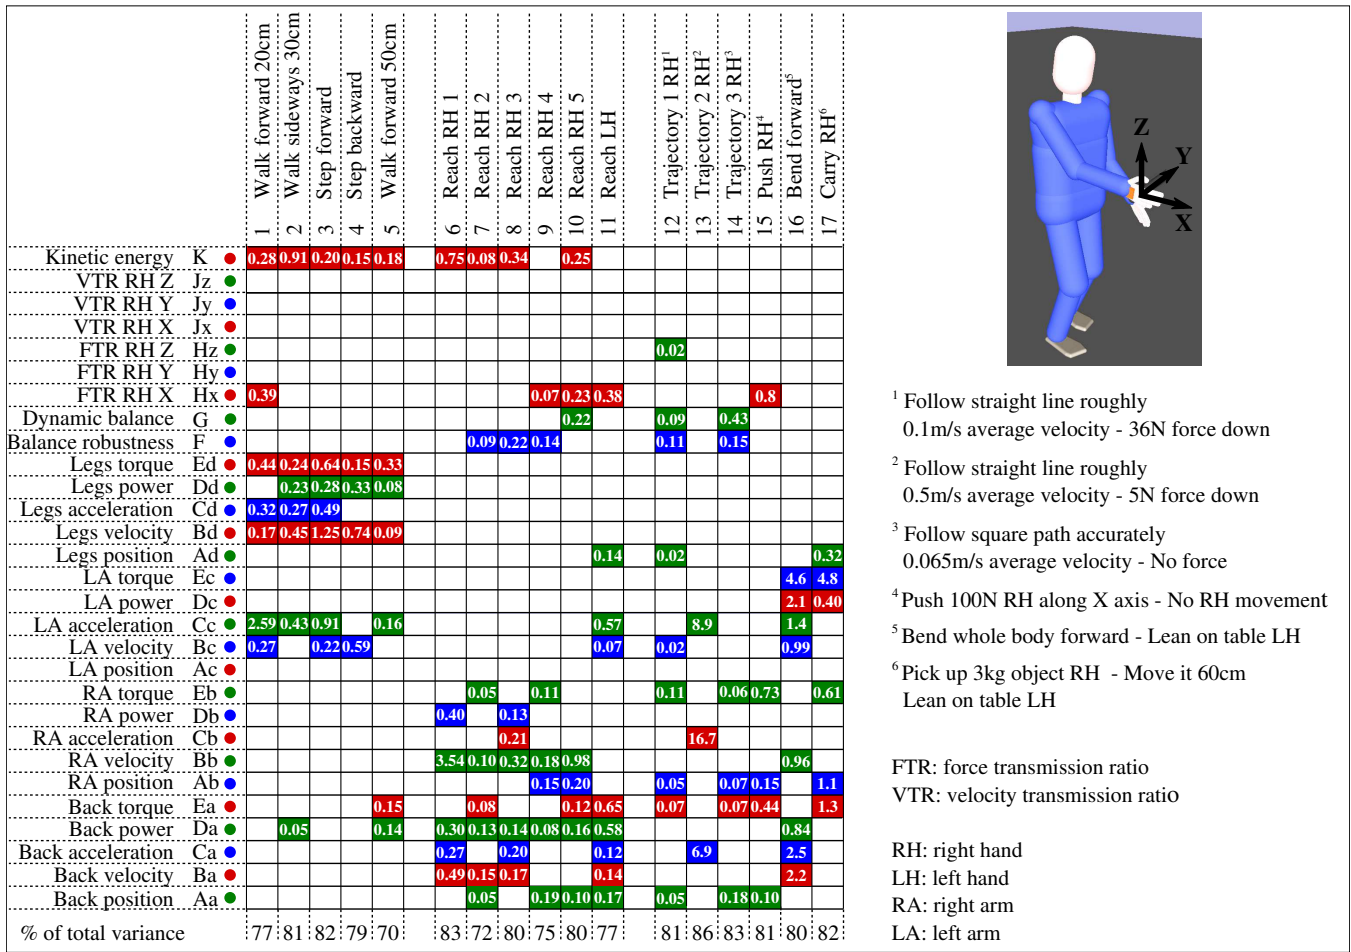 1 Walk forward 20cm
2 Walk sideways 30cm
3 Step forward
4 Step backward
5 Walk forward 50cm
6 Reach RH 1
7 Reach RH 2
8 Reach RH 3
9 Reach RH 4
10 Reach RH 5
11 Reach LH
12 Trajectory 1 RH¹
13 Trajectory 2 RH²
14 Trajectory 3 RH³
15 Push RH⁴
16 Bend forward⁵
17 Carry RH⁶
Kinetic energy K 0.28 0.91 0.20 0.15 0.18 0.75 0.08 0.34 0.25
VTR RH Z Jz
VTR RH Y Jy
VTR RH X Jx
FTR RH Z Hz 0.02
FTR RH Y Hy
FTR RH X Hx 0.39 0.07 0.23 0.38 0.8
Dynamic balance G 0.22 0.09 0.43
Balance robustness F 0.09 0.22 0.14 0.11 0.15
Legs torque Ed 0.44 0.24 0.64 0.15 0.33
Legs power Dd 0.23 0.28 0.33 0.08
Legs acceleration Cd 0.32 0.27 0.49
Legs velocity Bd 0.17 0.45 1.25 0.74 0.09
Legs position Ad 0.14 0.02 0.32
LA torque Ec 4.6 4.8
LA power Dc 2.1 0.40
LA acceleration Cc 2.59 0.43 0.91 0.16 0.57 8.9 1.4
LA velocity Bc 0.27 0.22 0.59 0.07 0.02 0.99
LA position Ac
RA torque Eb 0.05 0.11 0.11 0.06 0.73 0.61
RA power Db 0.40 0.13
RA acceleration Cb 0.21 16.7
RA velocity Bb 3.54 0.10 0.32 0.18 0.98 0.96
RA position Ab 0.15 0.20 0.05 0.07 0.15 1.1
Back torque Ea 0.15 0.08 0.12 0.65 0.07 0.07 0.44 1.3
Back power Da 0.05 0.14 0.30 0.13 0.14 0.08 0.16 0.58 0.84
Back acceleration Ca 0.27 0.20 0.12 6.9 2.5
Back velocity Ba 0.49 0.15 0.17 0.14 2.2
Back position Aa 0.05 0.19 0.10 0.17 0.05 0.18 0.10
% of total variance 77 81 82 79 70 83 72 80 75 80 77 81 86 83 81 80 82
Z
Y
X
¹ Follow straight line roughly
0.1m/s average velocity - 36N force down
² Follow straight line roughly
0.5m/s average velocity - 5N force down
³ Follow square path accurately
0.065m/s average velocity - No force
⁴ Push 100N RH along X axis - No RH movement
⁵ Bend whole body forward - Lean on table LH
⁶ Pick up 3kg object RH - Move it 60cm
Lean on table LH
FTR: force transmission ratio
VTR: velocity transmission ratio
RH: right hand
LH: left hand
RA: right arm
LA: left arm